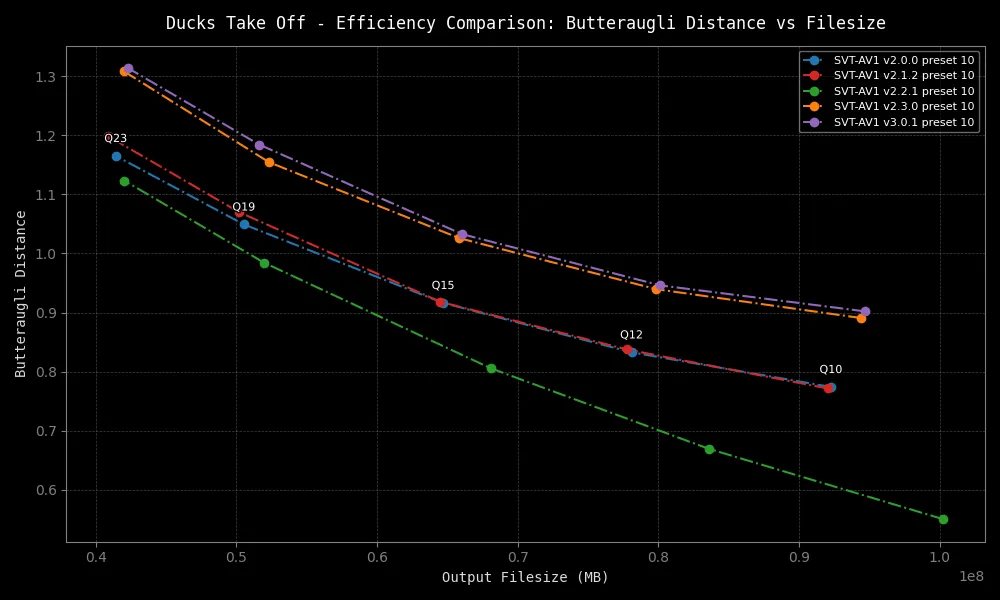 Ducks Take Off - Efficiency Comparison: Butteraugli Distance vs Filesize
SVT-AV1 v2.0.0 preset 10
SVT-AV1 v2.1.2 preset 10
SVT-AV1 v2.2.1 preset 10
SVT-AV1 v2.3.0 preset 10
SVT-AV1 v3.0.1 preset 10
Butteraugli Distance
1.3
1.2
1.1
1.0
0.9
0.8
0.7
0.6
Q23
Q19
Q15
Q12
Q10
0.4
0.5
0.6
0.7
0.8
0.9
1.0
1e8
Output Filesize (MB)